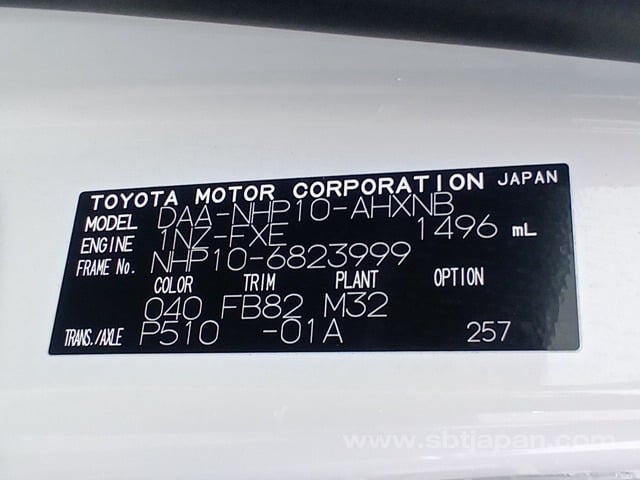 TOYOTA MOTOR CORPORATION JAPAN
MODEL DAA-NHP10-AHXNB
ENGINE 1NZ-FXE 1496 mL
FRAME No. NHP10-6823999
COLOR TRIM PLANT OPTION
040 FB82 M32
TRANS./AXLE P510 -01A 257
www.sbtjapan.com